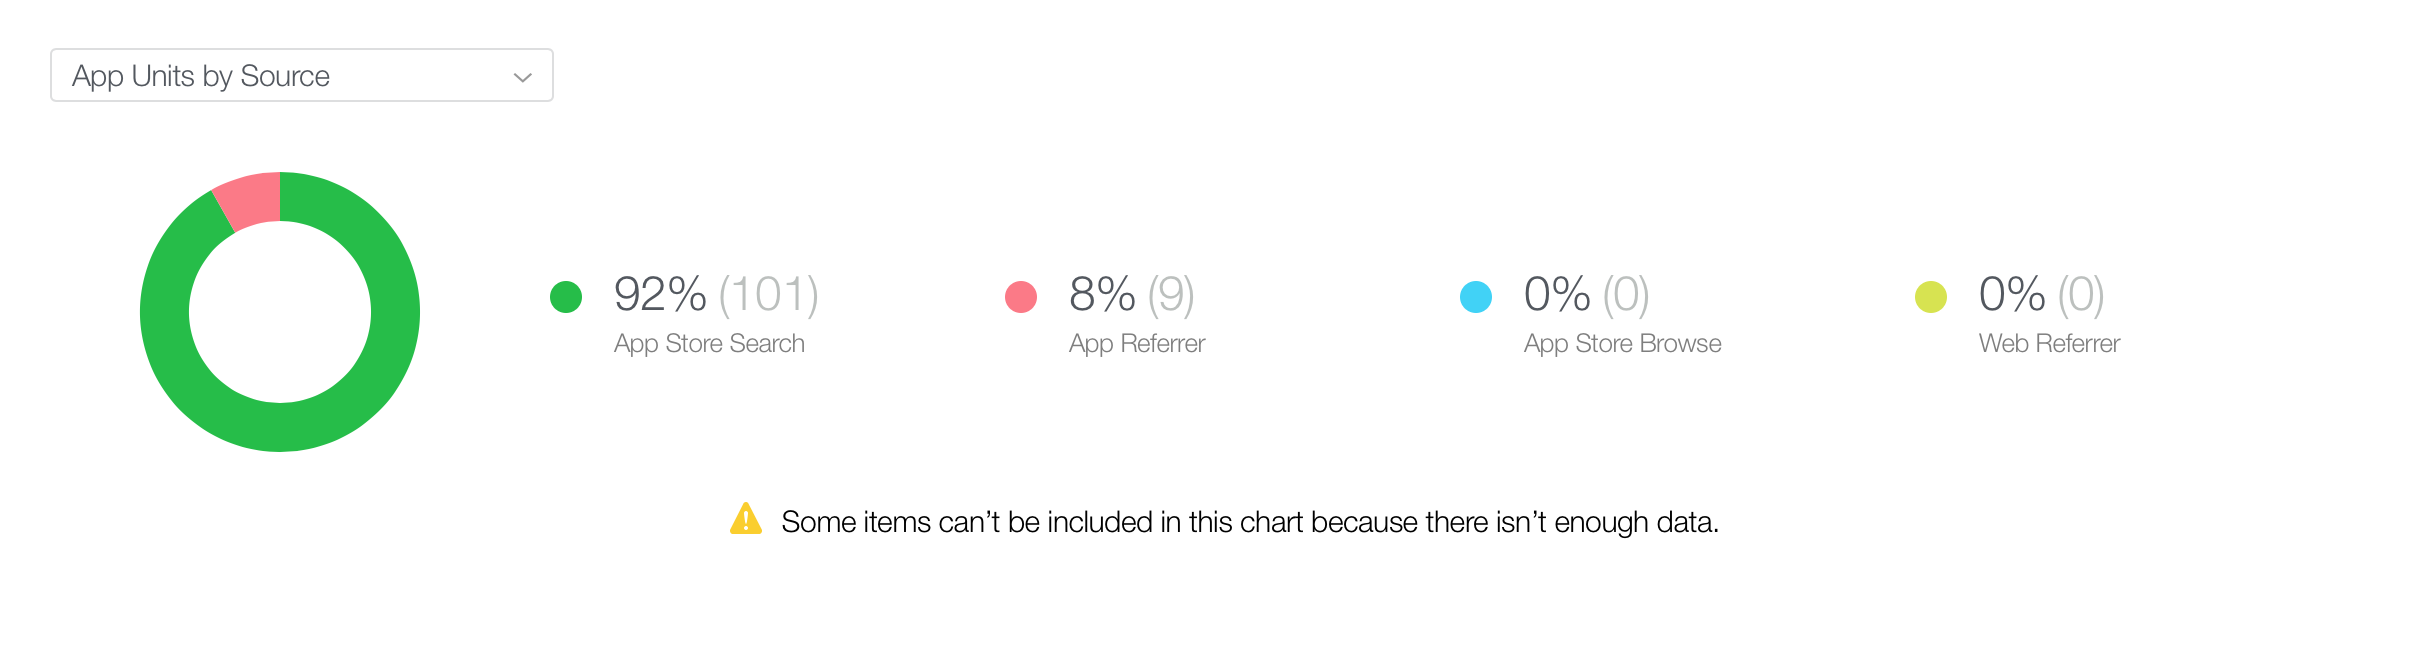 App Units by Source
92% (101)
App Store Search
8% (9)
App Referrer
0% (0)
App Store Browse
0% (0)
Web Referrer
Some items can’t be included in this chart because there isn’t enough data.